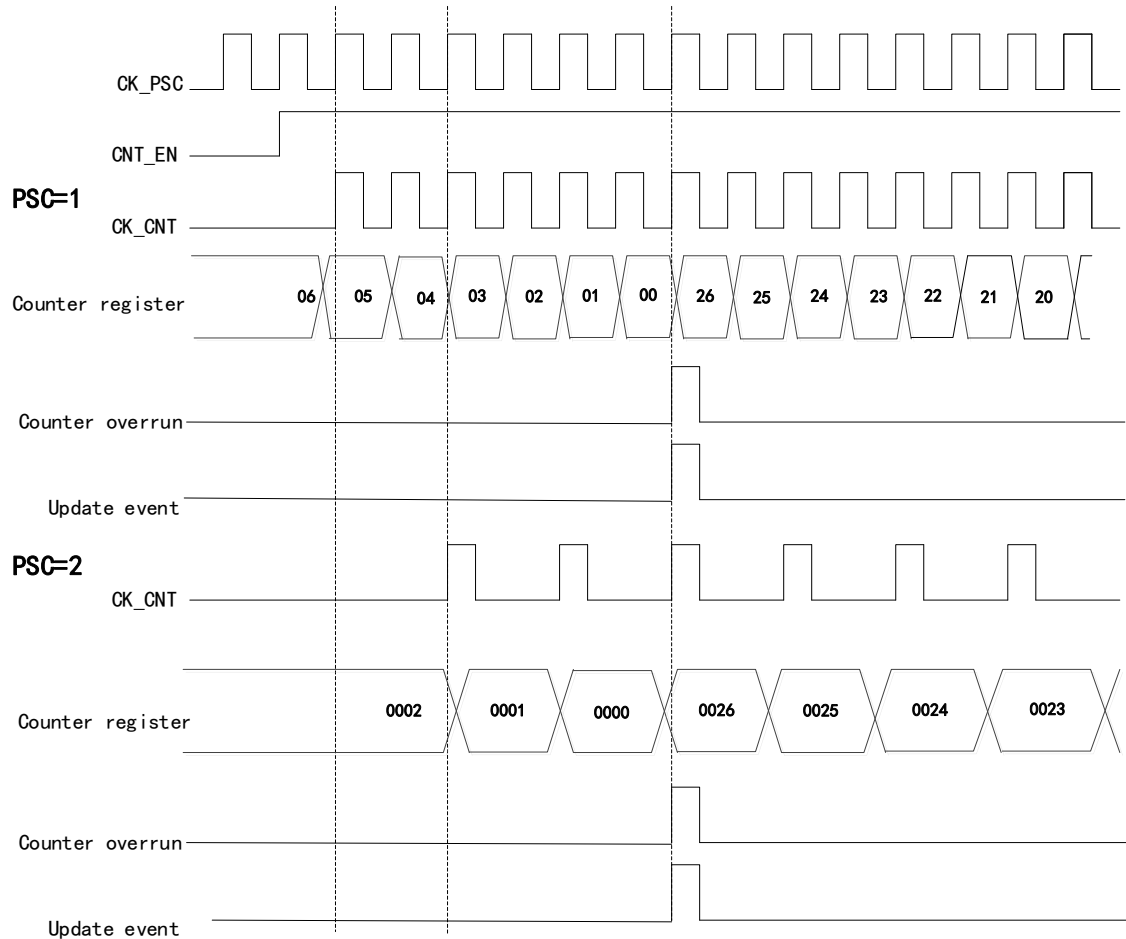 CK_PSC
CNT_EN
PSC=1
CK_CNT
Counter register 06 05 04 03 02 01 00 26 25 24 23 22 21 20
Counter overrun
Update event
PSC=2
CK_CNT
Counter register 0002 0001 0000 0026 0025 0024 0023
Counter overrun
Update event